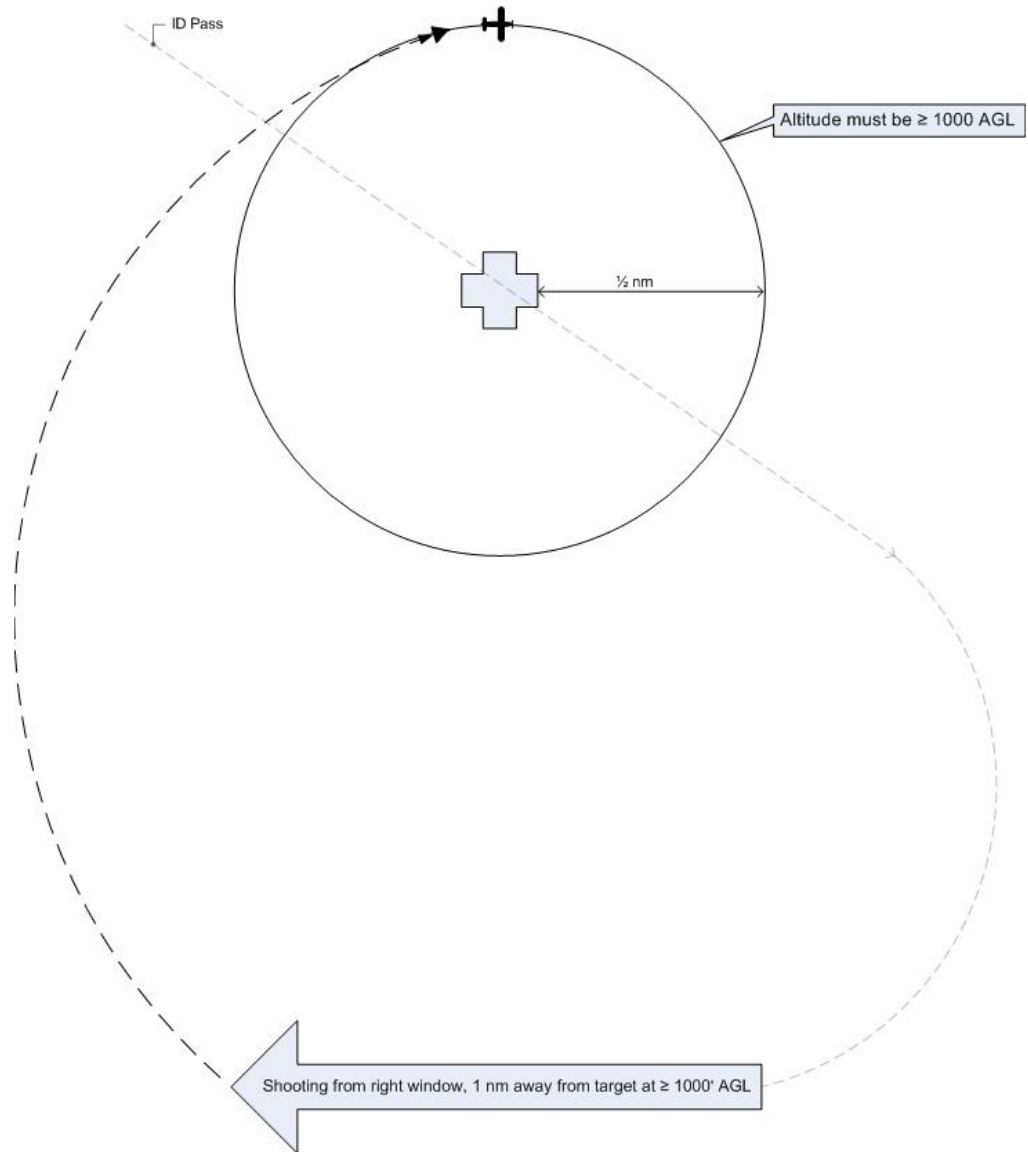 ID Pass
Altitude must be ≥ 1000 AGL
½ nm
Shooting from right window, 1 nm away from target at ≥ 1000' AGL